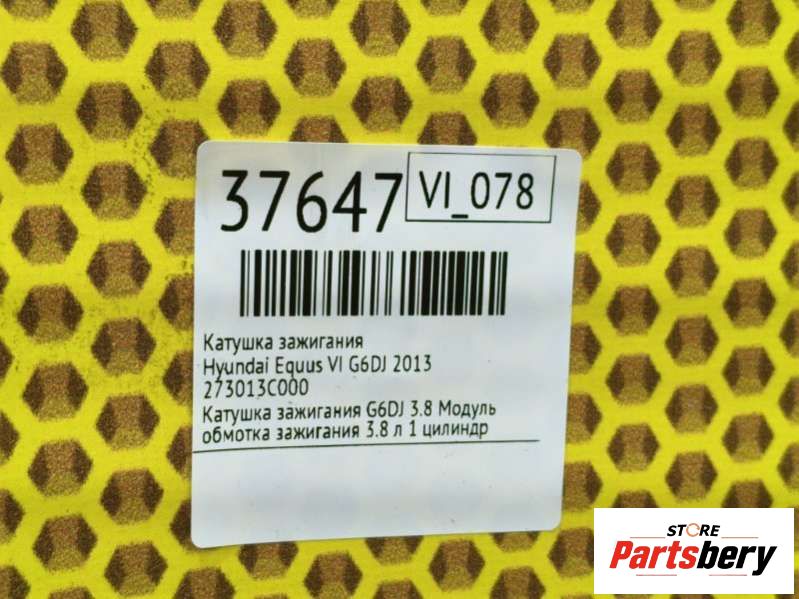 37647
VI_078
Катушка зажигания
Hyundai Equus VI G6DJ 2013
273013C000
Катушка зажигания G6DJ 3.8 Модуль
обмотка зажигания 3.8 л 1 цилиндр
STORE
Partsbery